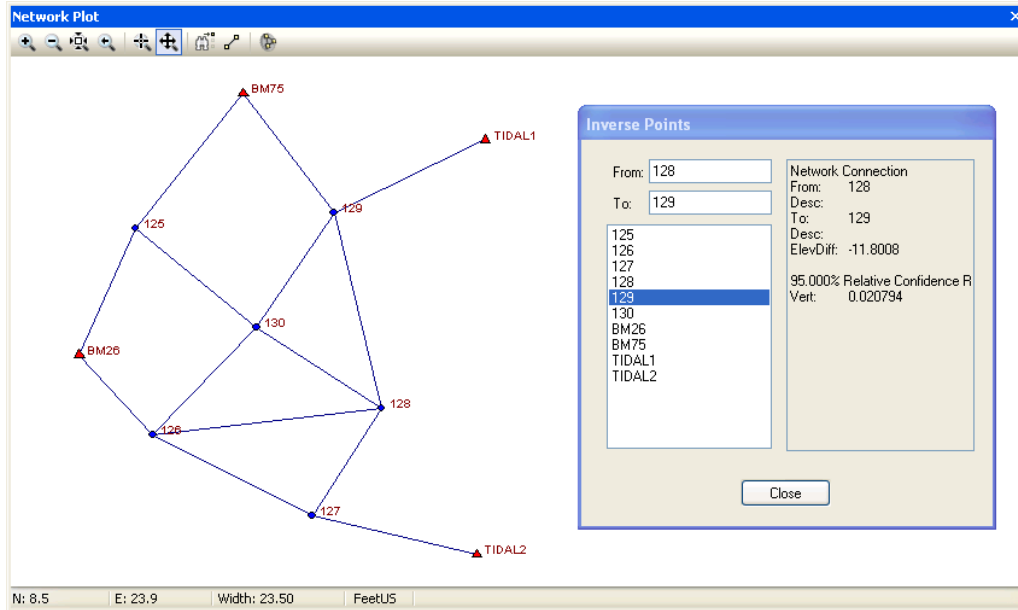 Network Plot
BM75
TIDAL1
129
125
130
BM26
128
126
127
TIDAL2
Inverse Points
From: 128
To: 129
125
126
127
128
129
130
BM26
BM75
TIDAL1
TIDAL2
Network Connection
From: 128
Desc:
To: 129
Desc:
ElevDiff: -11.8008
95.000% Relative Confidence R
Vert: 0.020794
Close
N: 8.5 E: 23.9 Width: 23.50 FeetUS